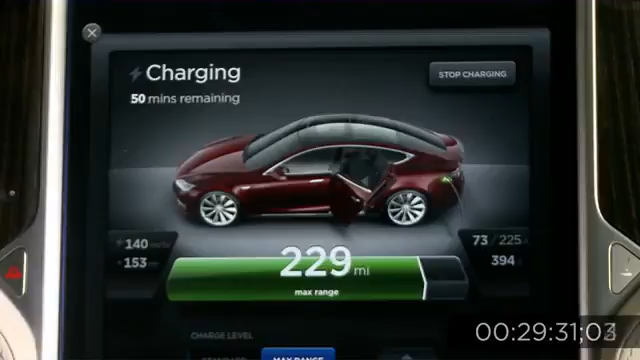 Charging
50 mins remaining
STOP CHARGING
+140
+153
73 / 225 A
394
229 mi
max range
CHARGE LEVEL
STANDARD
MAX RANGE
00:29:31;03